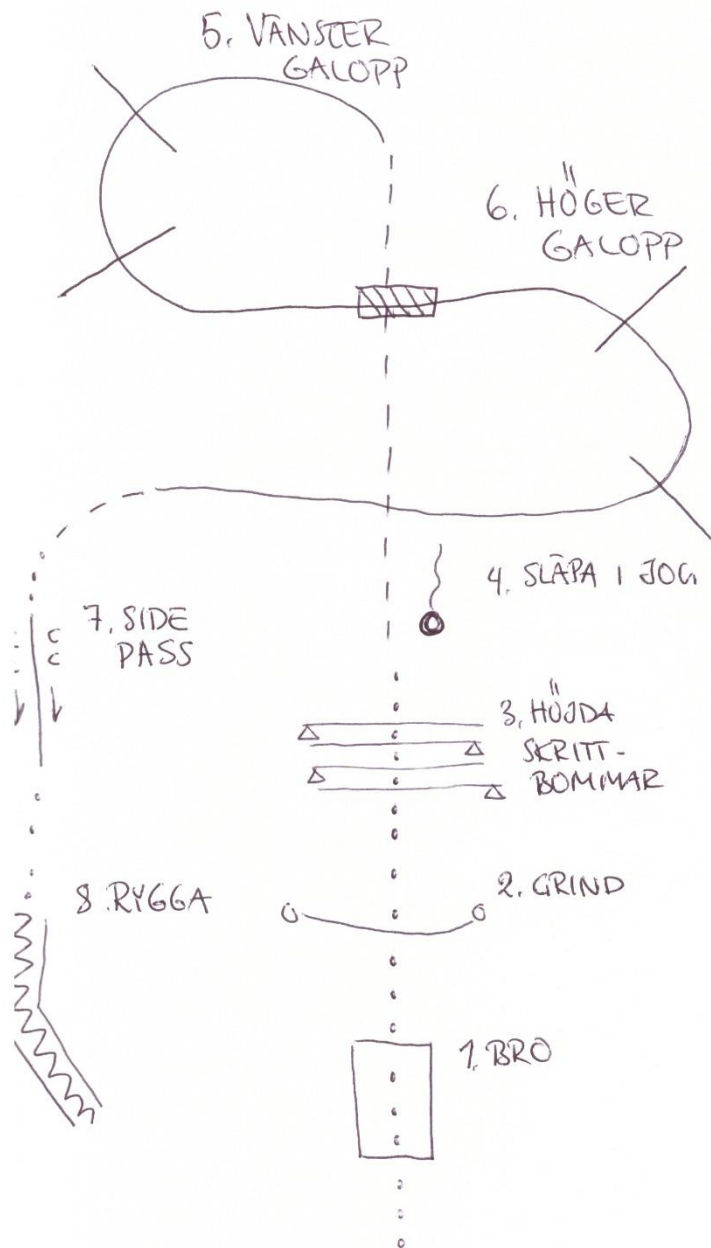 5. VÄNSTER
GALOPP
6. HÖGER
GALOPP
4. SLÄPA I JOG
7. SIDE
PASS
3. HÖJDA
SKRITT-
BOMMAR
8. RYGGA
2. GRIND
1. BRO